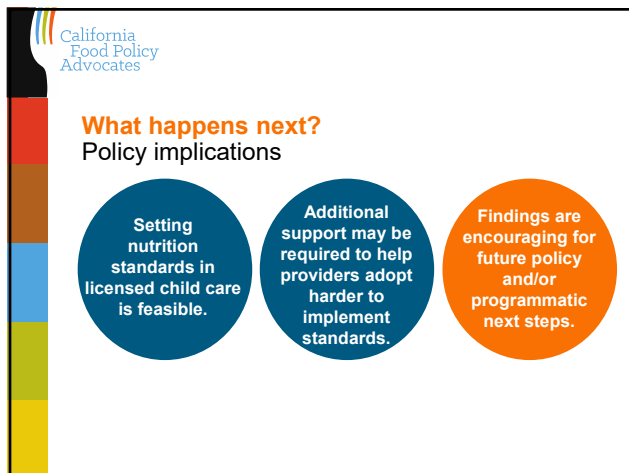 California
Food Policy
Advocates
What happens next?
Policy implications
Setting
nutrition
standards in
licensed child care
is feasible.
Additional
support may be
required to help
providers adopt
harder to
implement
standards.
Findings are
encouraging for
future policy
and/or
programmatic
next steps.